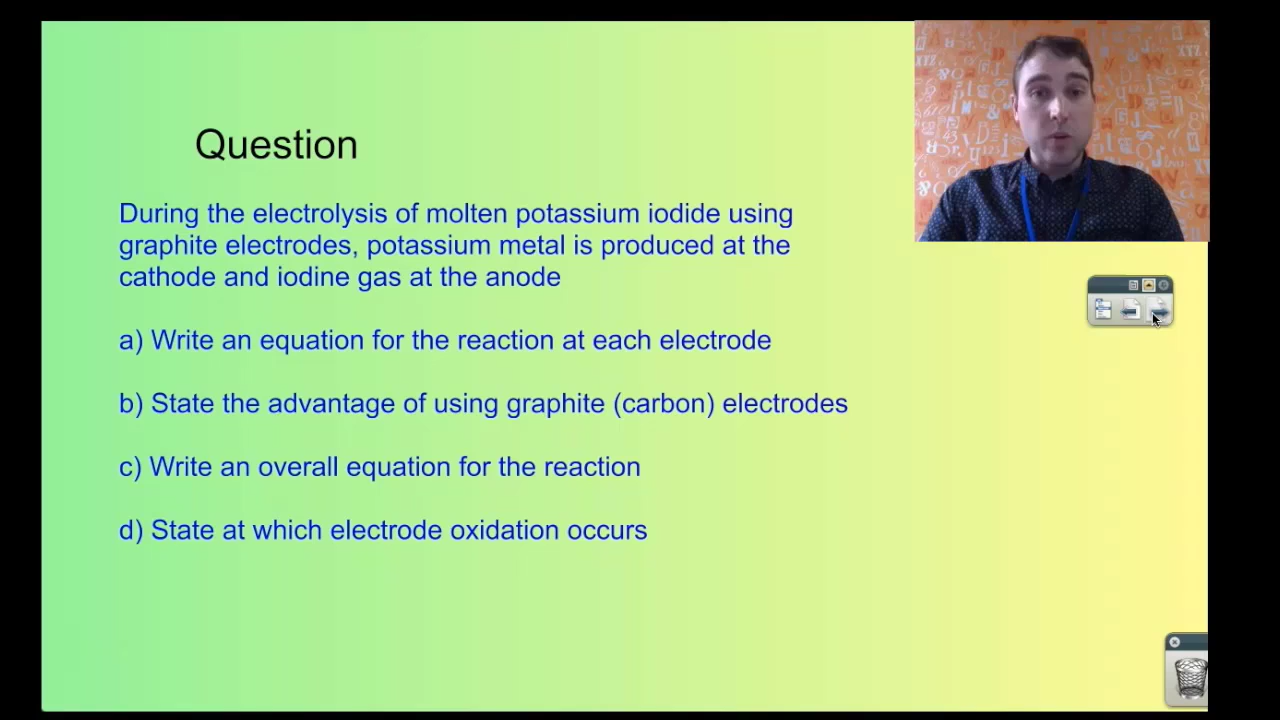 Question
During the electrolysis of molten potassium iodide using
graphite electrodes, potassium metal is produced at the
cathode and iodine gas at the anode
a) Write an equation for the reaction at each electrode
b) State the advantage of using graphite (carbon) electrodes
c) Write an overall equation for the reaction
d) State at which electrode oxidation occurs